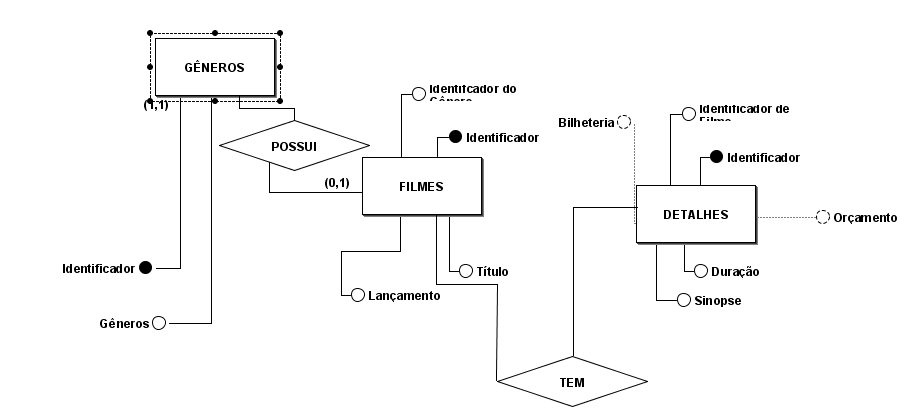 GÊNEROS
(1,1)
POSSUI
(0,1)
Identifcador do
Gênero
Identificador
FILMES
Bilheteria
Identificador de
Filme
Identificador
DETALHES
Orçamento
Identificador
Gêneros
Título
Lançamento
Duração
Sinopse
TEM